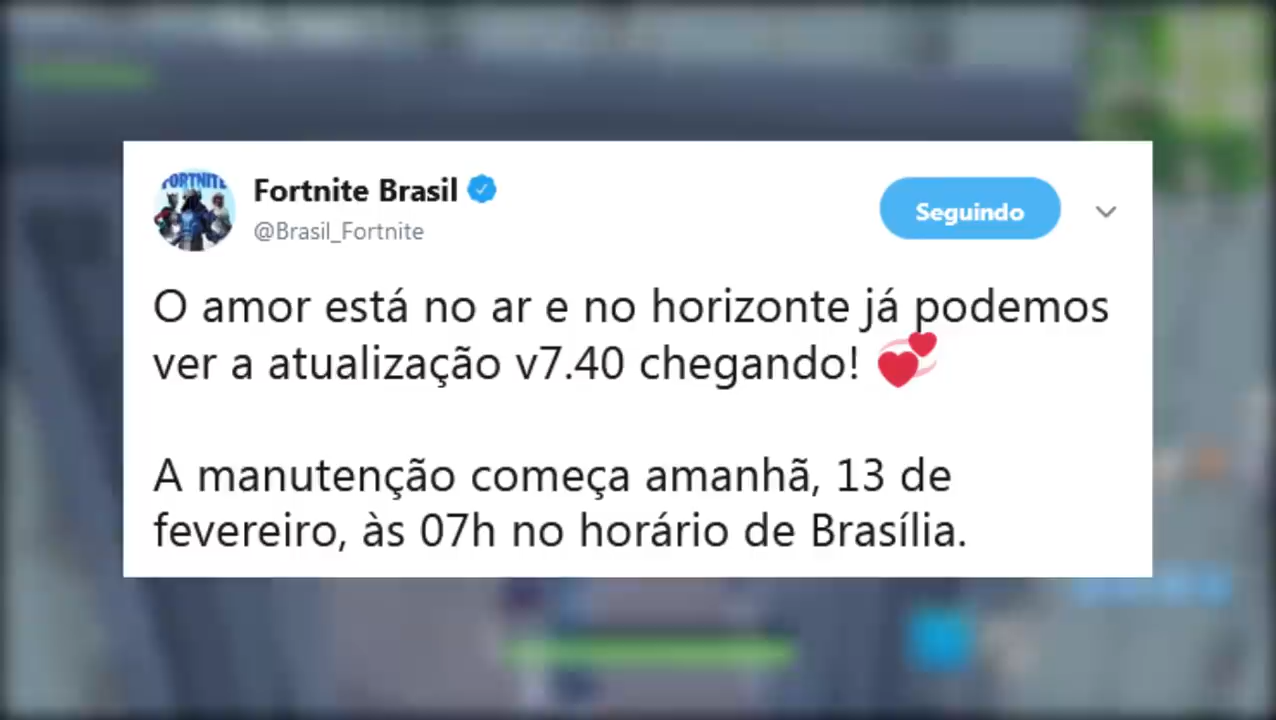 FORTNITE
Fortnite Brasil
@Brasil_Fortnite
Seguindo
O amor está no ar e no horizonte já podemos
ver a atualização v7.40 chegando! 💞
A manutenção começa amanhã, 13 de
fevereiro, às 07h no horário de Brasília.